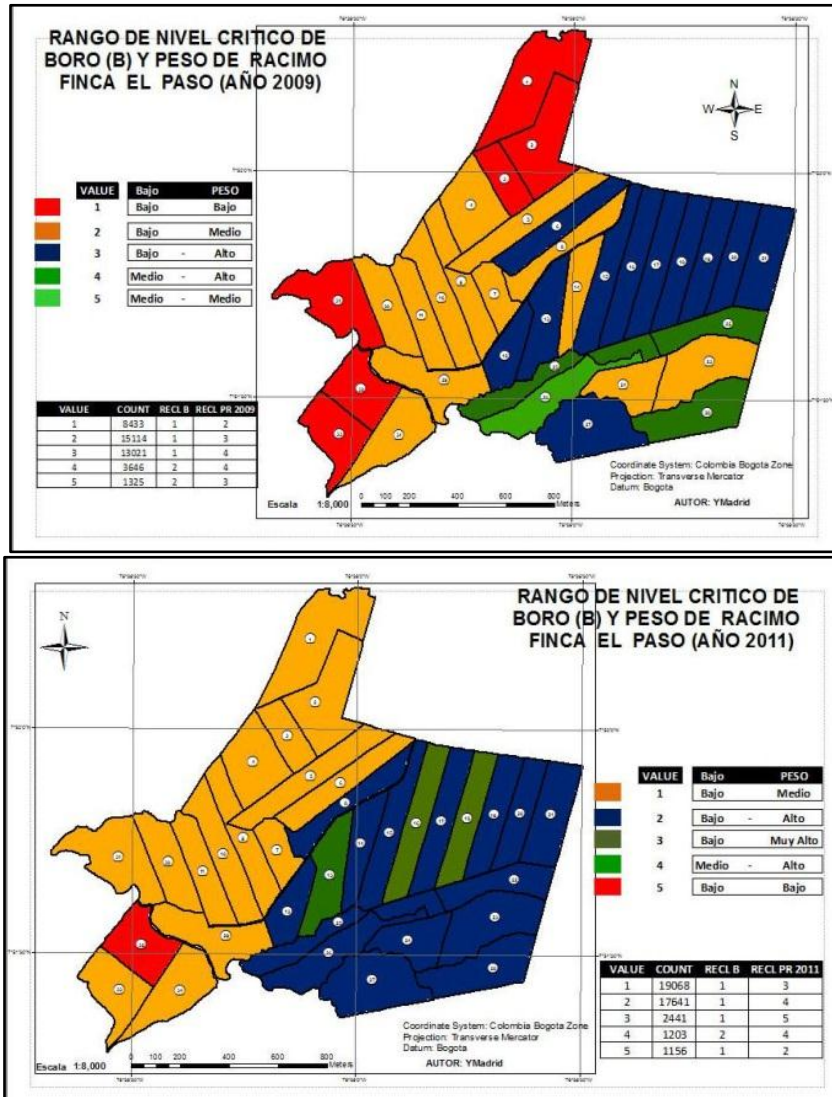 RANGO DE NIVEL CRITICO DE
BORO (B) Y PESO DE RACIMO
FINCA EL PASO (AÑO 2009)
N
W E
S
VALUE Bajo PESO
1 Bajo Bajo
2 Bajo Medio
3 Bajo - Alto
4 Medio - Alto
5 Medio - Medio
VALUE COUNT RECL B RECL PR 2009
1 8433 1 2
2 15114 1 3
3 13021 1 4
4 3646 2 4
5 1325 2 3
Coordinate System: Colombia Bogota Zone
Projection: Transverse Mercator
Datum: Bogota
AUTOR: YMadrid
Escala 1:8,000
0 100 200 400 600 800
Meters
RANGO DE NIVEL CRITICO DE
BORO (B) Y PESO DE RACIMO
FINCA EL PASO (AÑO 2011)
N
VALUE Bajo PESO
1 Bajo Medio
2 Bajo - Alto
3 Bajo Muy Alto
4 Medio - Alto
5 Bajo Bajo
VALUE COUNT RECL B RECL PR 2011
1 19068 1 3
2 17641 1 4
3 2441 1 5
4 1203 2 4
5 1156 1 2
Coordinate System: Colombia Bogota Zone
Projection: Transverse Mercator
Datum: Bogota
AUTOR: YMadrid
Escala 1:8,000
0 100 200 400 600 800
Meters